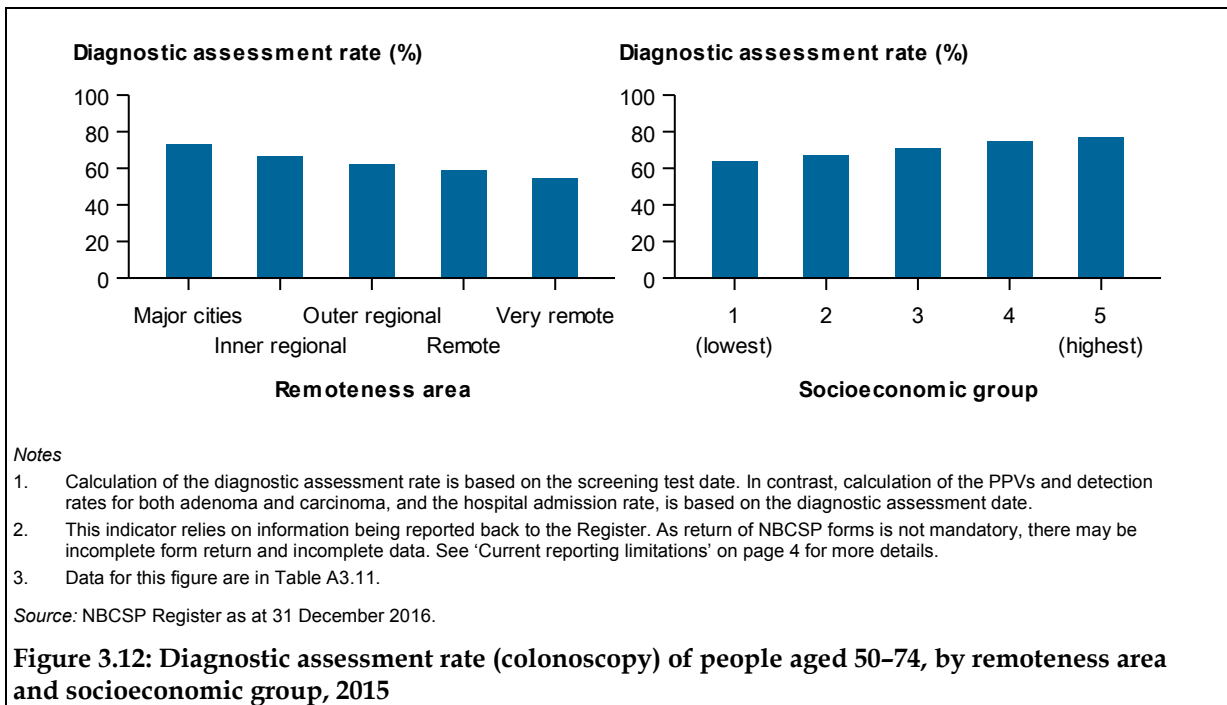 Diagnostic assessment rate (%)
100
80
60
40
20
0
Major cities
Inner regional
Outer regional
Remote
Very remote
Remoteness area
Diagnostic assessment rate (%)
100
80
60
40
20
0
1
(lowest)
2
3
4
5
(highest)
Socioeconomic group
Notes
1. Calculation of the diagnostic assessment rate is based on the screening test date. In contrast, calculation of the PPVs and detection
rates for both adenoma and carcinoma, and the hospital admission rate, is based on the diagnostic assessment date.
2. This indicator relies on information being reported back to the Register. As return of NBCSP forms is not mandatory, there may be
incomplete form return and incomplete data. See ‘Current reporting limitations’ on page 4 for more details.
3. Data for this figure are in Table A3.11.
Source: NBCSP Register as at 31 December 2016.
Figure 3.12: Diagnostic assessment rate (colonoscopy) of people aged 50–74, by remoteness area
and socioeconomic group, 2015